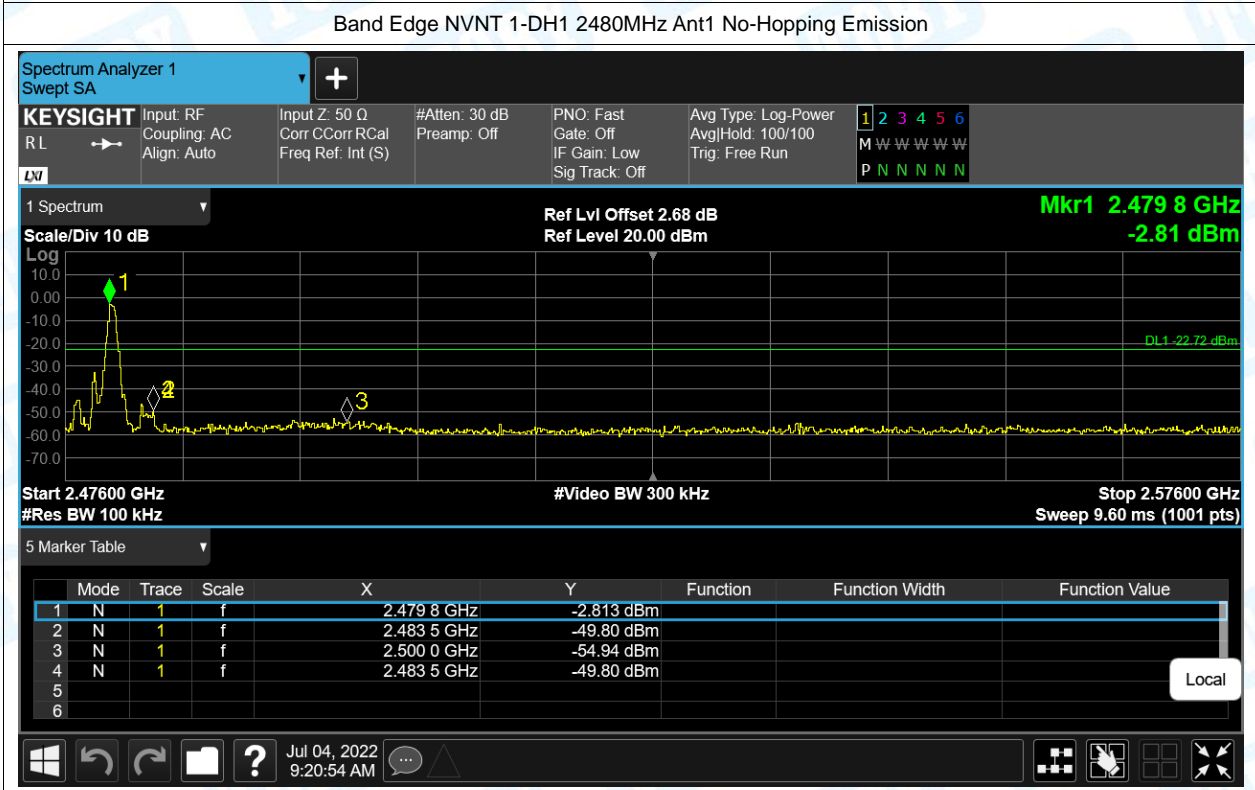 Band Edge NVNT 1-DH1 2480MHz Ant1 No-Hopping Emission
Spectrum Analyzer 1
Swept SA
KEYSIGHT
RL
LXI
Input: RF
Coupling: AC
Align: Auto
Input Z: 50 Ω
Corr CCorr RCal
Freq Ref: Int (S)
#Atten: 30 dB
Preamp: Off
PNO: Fast
Gate: Off
IF Gain: Low
Sig Track: Off
Avg Type: Log-Power
Avg|Hold: 100/100
Trig: Free Run
1 2 3 4 5 6
M W W W W W
P N N N N N
1 Spectrum
Scale/Div 10 dB
Ref Lvl Offset 2.68 dB
Ref Level 20.00 dBm
Mkr1 2.479 8 GHz
-2.81 dBm
Log
10.0
0.00
-10.0
-20.0
-30.0
-40.0
-50.0
-60.0
-70.0
1
2
3
DL1 -22.72 dBm
Start 2.47600 GHz
#Res BW 100 kHz
#Video BW 300 kHz
Stop 2.57600 GHz
Sweep 9.60 ms (1001 pts)
5 Marker Table
Mode Trace Scale X Y Function Function Width Function Value
1 N 1 f 2.479 8 GHz -2.813 dBm
2 N 1 f 2.483 5 GHz -49.80 dBm
3 N 1 f 2.500 0 GHz -54.94 dBm
4 N 1 f 2.483 5 GHz -49.80 dBm
5
6
Local
?
Jul 04, 2022
9:20:54 AM